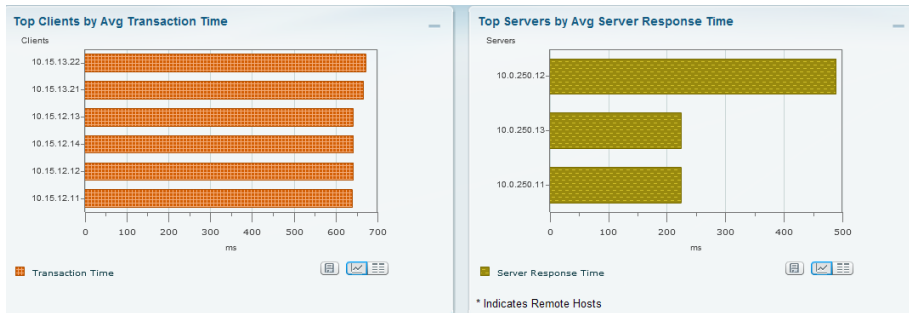 Top Clients by Avg Transaction Time
Clients
10.15.13.22
10.15.13.21
10.15.12.13
10.15.12.14
10.15.12.12
10.15.12.11
0 100 200 300 400 500 600 700
ms
Transaction Time
Top Servers by Avg Server Response Time
Servers
10.0.250.12
10.0.250.13
10.0.250.11
0 100 200 300 400 500
ms
Server Response Time
* Indicates Remote Hosts